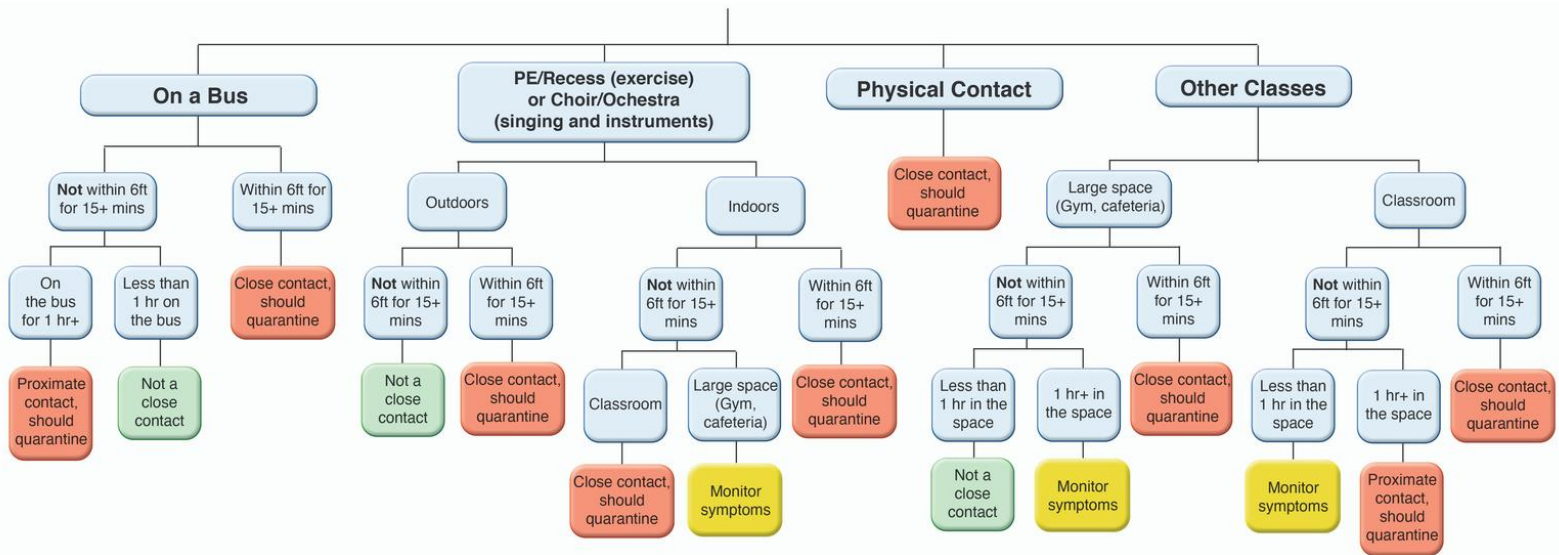 On a Bus
PE/Recess (exercise)
or Choir/Ochestra
(singing and instruments)
Physical Contact
Other Classes
Not within 6ft
for 15+ mins
Within 6ft for
15+ mins
Outdoors
Indoors
Close contact,
should
quarantine
Large space
(Gym, cafeteria)
Classroom
On
the bus
for 1 hr+
Less than
1 hr on
the bus
Close contact,
should
quarantine
Not within
6ft for 15+
mins
Within 6ft
for 15+
mins
Not within
6ft for 15+
mins
Within 6ft
for 15+
mins
Not within
6ft for 15+
mins
Within 6ft
for 15+
mins
Not within
6ft for 15+
mins
Within 6ft
for 15+
mins
Proximate
contact,
should
quarantine
Not a
close
contact
Not a
close
contact
Close contact,
should
quarantine
Classroom
Large space
(Gym,
cafeteria)
Close contact,
should
quarantine
Less than
1 hr in the
space
1 hr+ in
the space
Close contact,
should
quarantine
Less than
1 hr in the
space
1 hr+ in
the space
Close contact,
should
quarantine
Close contact,
should
quarantine
Monitor
symptoms
Not a
close
contact
Monitor
symptoms
Monitor
symptoms
Proximate
contact,
should
quarantine